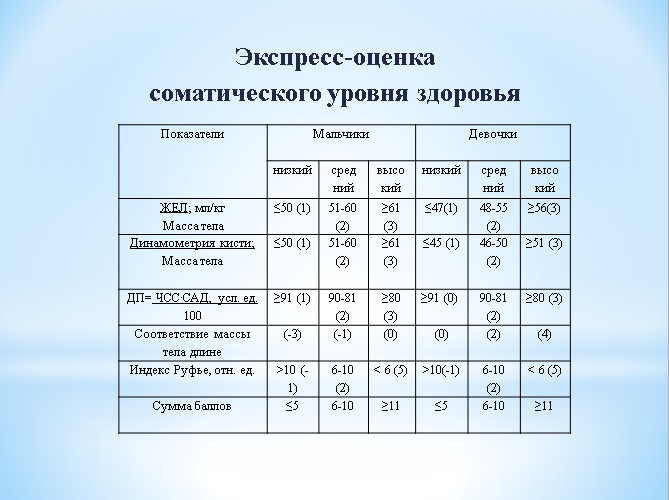 Экспресс-оценка
соматического уровня здоровья
Показатели Мальчики Девочки
низкий сред высо низкий сред высо
ний кий ний кий
ЖЕЛ; мл/кг ≤50 (1) 51-60 ≥61 ≤47(1) 48-55 ≥56(3)
Масса тела (2) (3) (2)
Динамометрия кисти; ≤50 (1) 51-60 ≥61 ≤45 (1) 46-50 ≥51 (3)
Масса тела (2) (3) (2)
ДП= ЧСС·САД, усл. ед. ≥91 (1) 90-81 ≥80 ≥91 (0) 90-81 ≥80 (3)
100 (2) (3) (2)
Соответствие массы (-3) (-1) (0) (0) (2) (4)
тела длине
Индекс Руфье, отн. ед. >10 (- 6-10 < 6 (5) >10(-1) 6-10 < 6 (5)
1) (2) (2)
Сумма баллов ≤5 6-10 ≥11 ≤5 6-10 ≥11